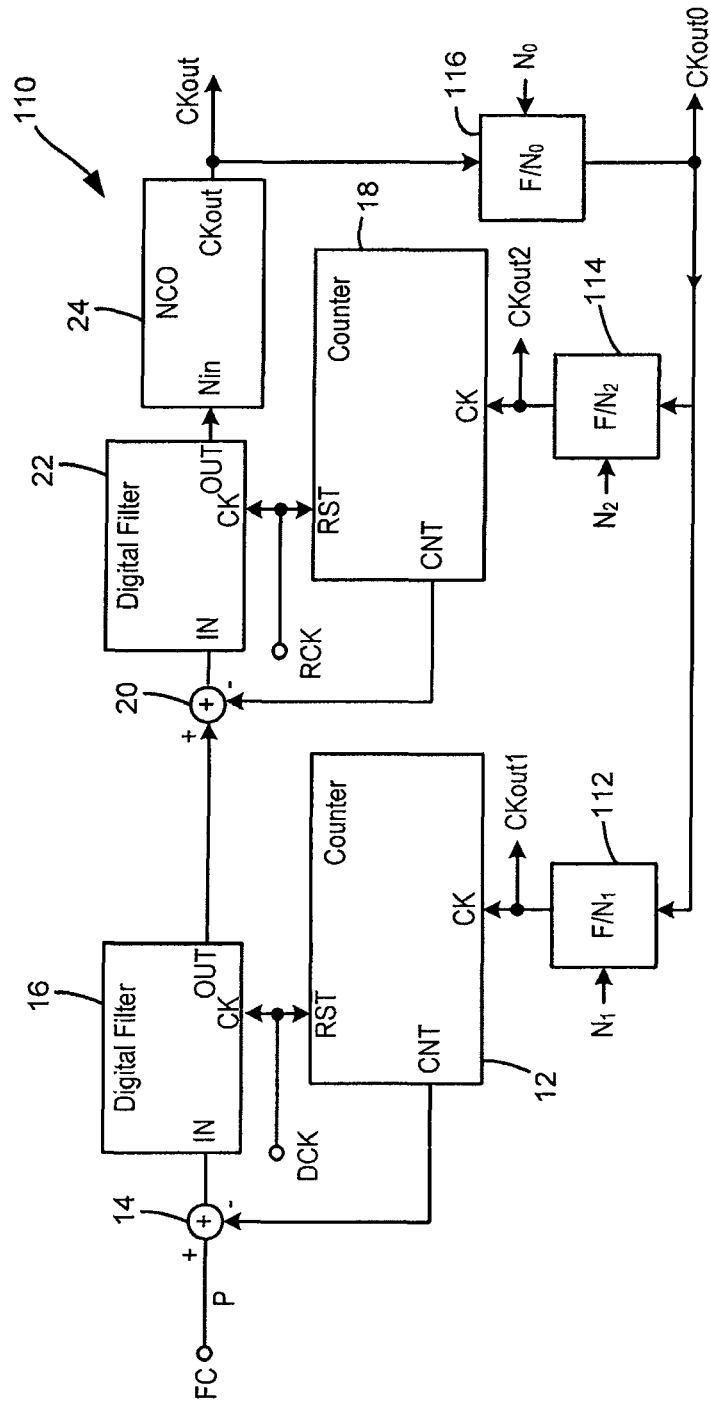 110
FC
P
+
-
+
14
16
Digital Filter
IN
OUT
CK
DCK
12
Counter
RST
CNT
CK
CKout1
112
F/N₁
N₁
+
-
+
20
22
Digital Filter
IN
OUT
CK
RCK
18
Counter
RST
CNT
CK
CKout2
114
F/N₂
N₂
24
NCO
Nin
CKout
CKout
116
F/N₀
N₀
CKout0